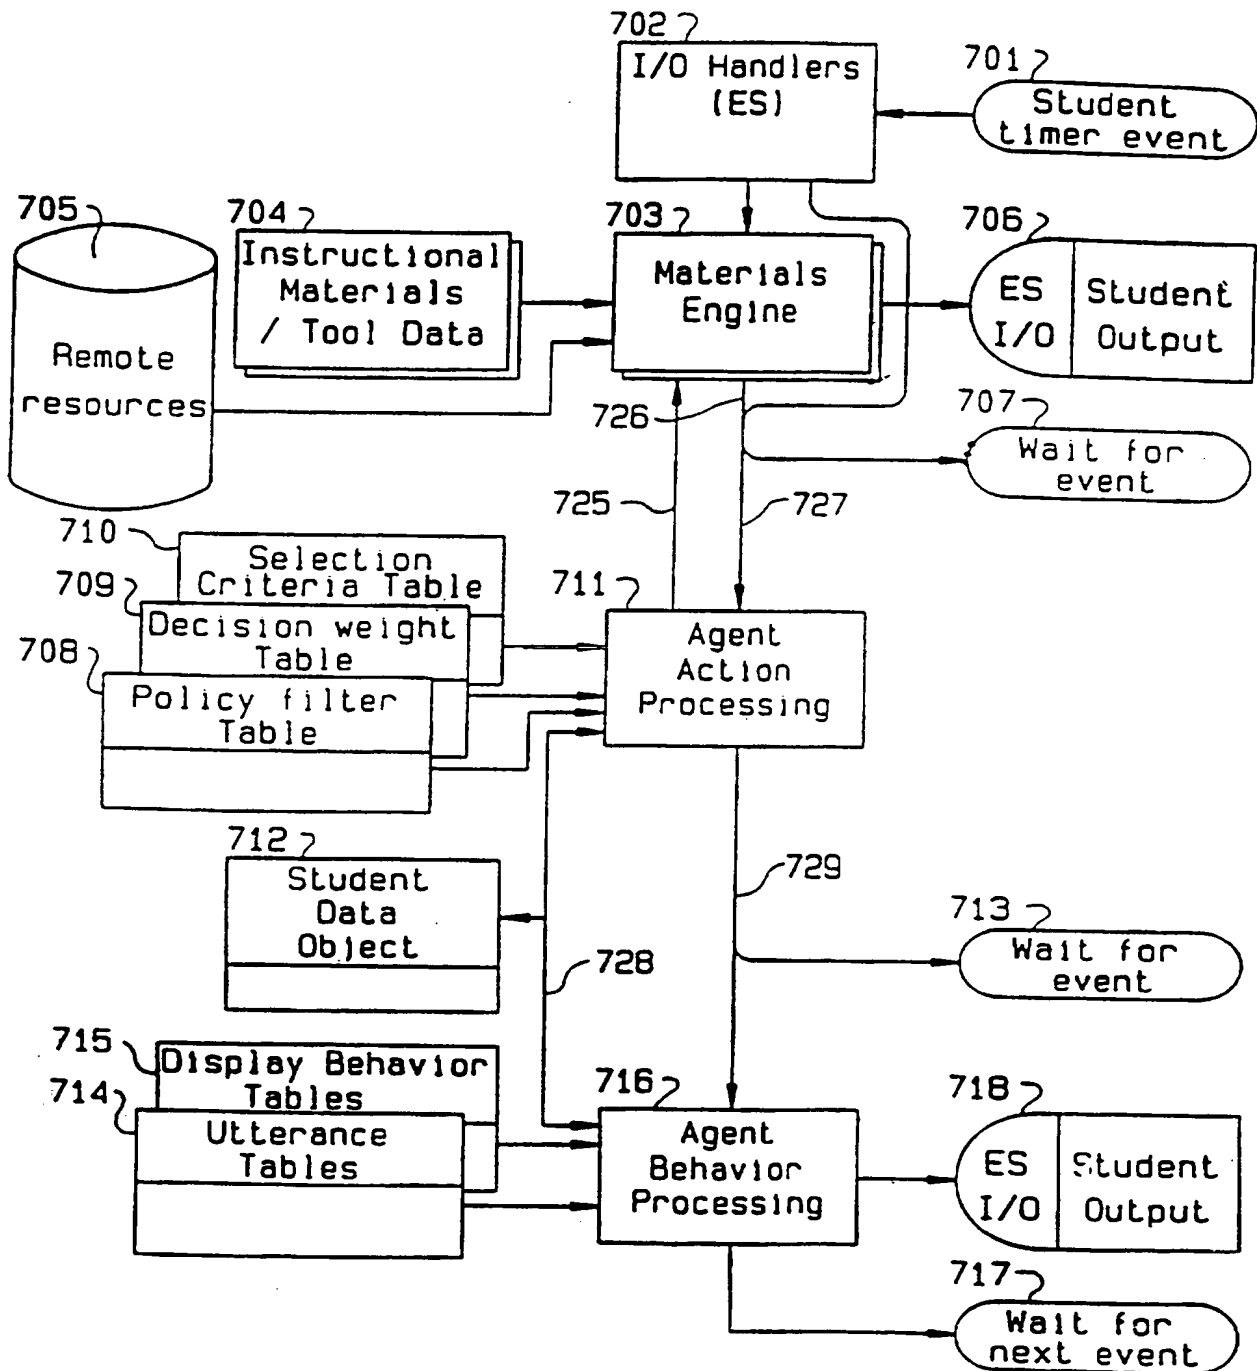 702
I/O Handlers
(ES)
701
Student
timer event
705
Remote
resources
704
Instructional
Materials
/ Tool Data
703
Materials
Engine
706
ES
I/O
Student
Output
726
707
Wait for
event
725
727
710
Selection
Criteria Table
709
Decision weight
Table
708
Policy filter
Table
711
Agent
Action
Processing
712
Student
Data
Object
729
728
713
Wait for
event
715
Display Behavior
Tables
714
Utterance
Tables
716
Agent
Behavior
Processing
718
ES
I/O
Student
Output
717
Wait for
next event